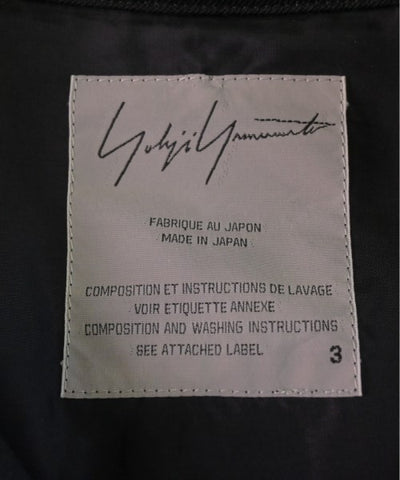 Yohji Yamamoto
FABRIQUE AU JAPON
MADE IN JAPAN
COMPOSITION ET INSTRUCTIONS DE LAVAGE
VOIR ETIQUETTE ANNEXE
COMPOSITION AND WASHING INSTRUCTIONS
SEE ATTACHED LABEL
3